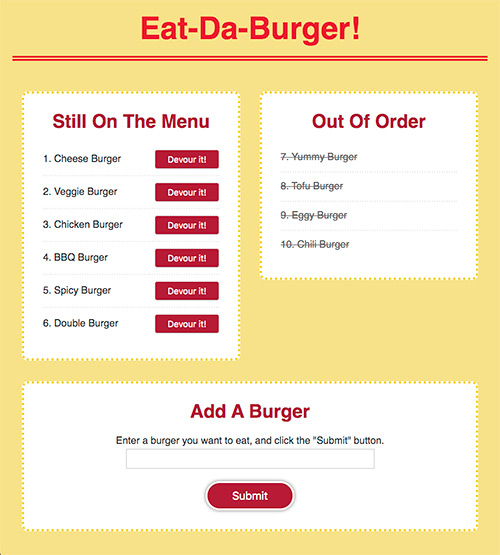 Eat-Da-Burger!
Still On The Menu
1. Cheese Burger Devour it!
2. Veggie Burger Devour it!
3. Chicken Burger Devour it!
4. BBQ Burger Devour it!
5. Spicy Burger Devour it!
6. Double Burger Devour it!
Out Of Order
7. Yummy Burger
8. Tofu Burger
9. Eggy Burger
10. Chili Burger
Add A Burger
Enter a burger you want to eat, and click the "Submit" button.
Submit